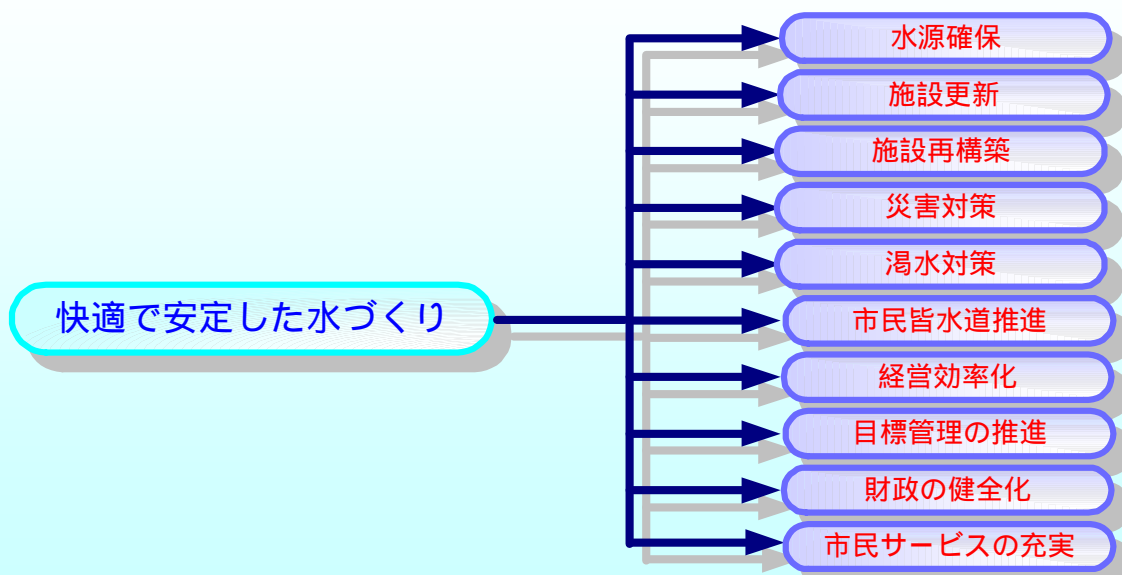 快適で安定した水づくり
水源確保
施設更新
施設再構築
災害対策
渇水対策
市民皆水道推進
経営効率化
目標管理の推進
財政の健全化
市民サービスの充実